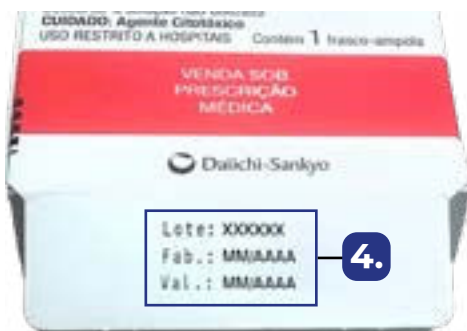 CUIDADO: Agente Citotóxico
USO RESTRITO A HOSPITAIS Contém 1 frasco-ampola
VENDA SOB
PRESCRIÇÃO
MÉDICA
Daiichi-Sankyo
Lote: XXXXXX
Fab.: MM/AAAA
Val.: MM/AAAA
4.